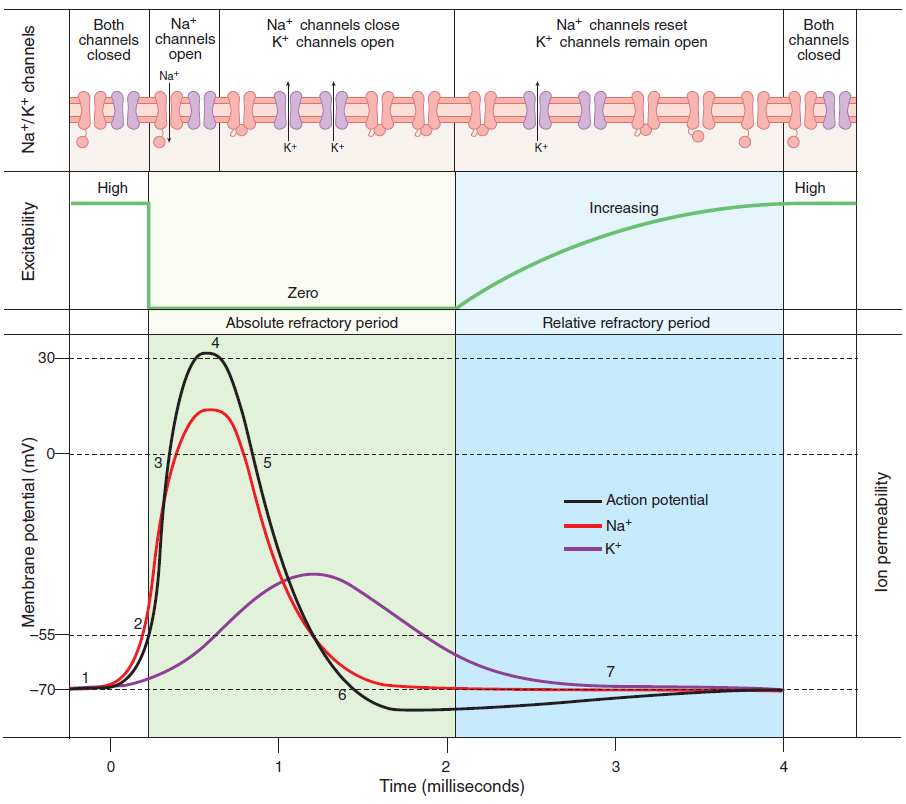 Both
channels
closed
Na+
channels
open
Na+ channels close
K+ channels open
Na+ channels reset
K+ channels remain open
Both
channels
closed
Na+/K+ channels
Na+
K+
K+
K+
Excitability
High
Zero
Increasing
High
Absolute refractory period
Relative refractory period
Membrane potential (mV)
30
0
–55
–70
1
2
3
4
5
6
7
Action potential
Na+
K+
Ion permeability
0
1
2
3
4
Time (milliseconds)